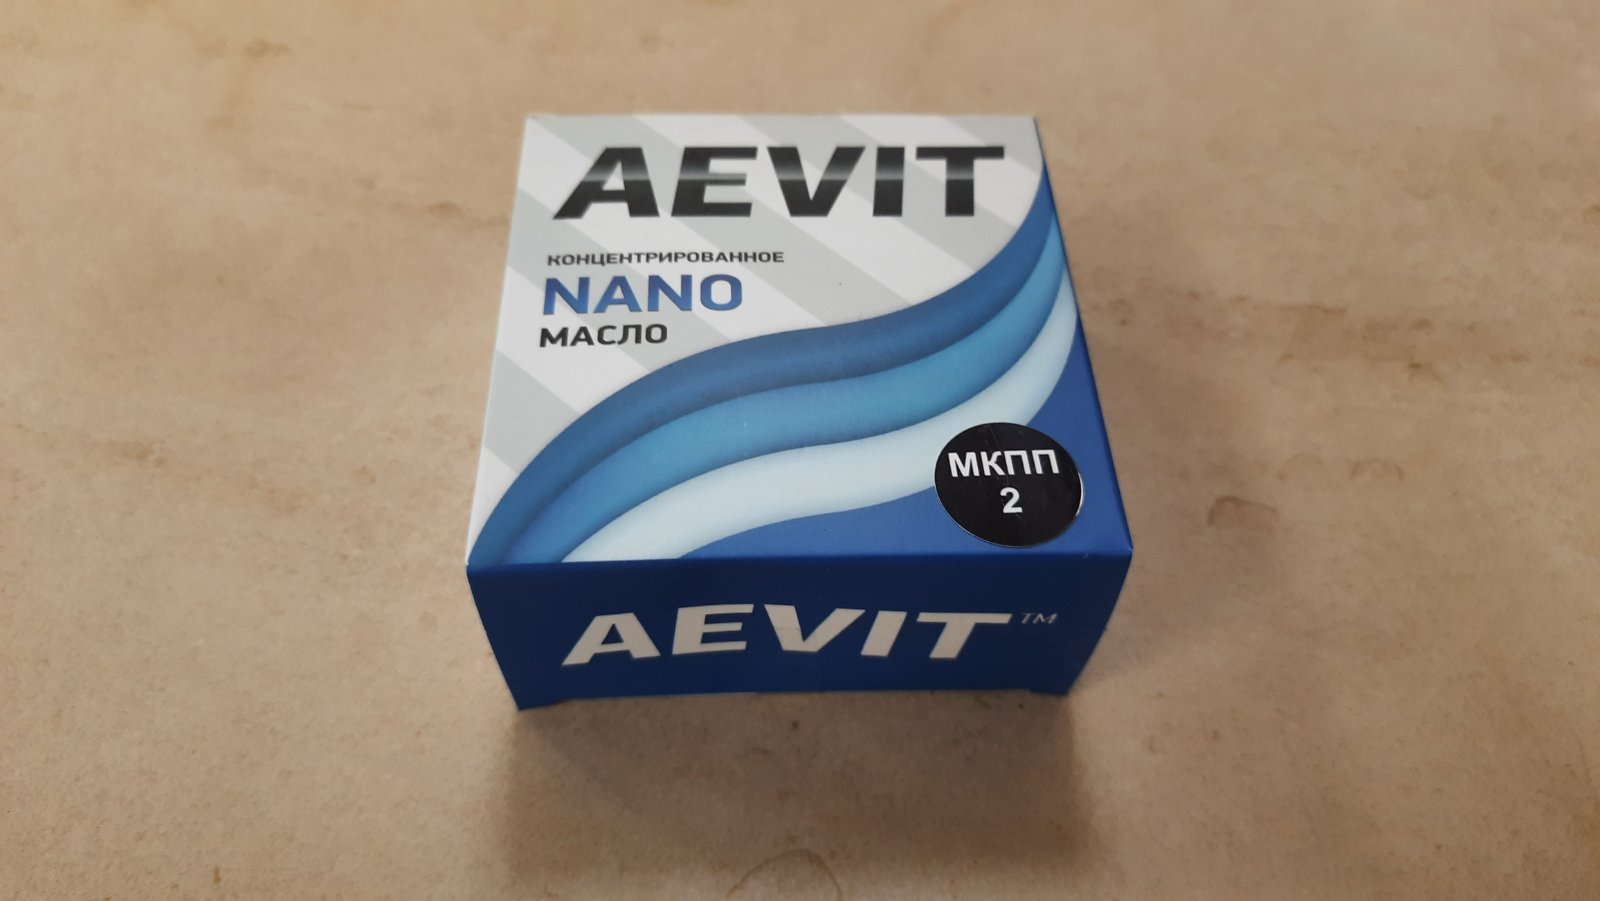 AEVIT
КОНЦЕНТРИРОВАННОЕ
NANO
МАСЛО
МКПП
2
AEVIT™